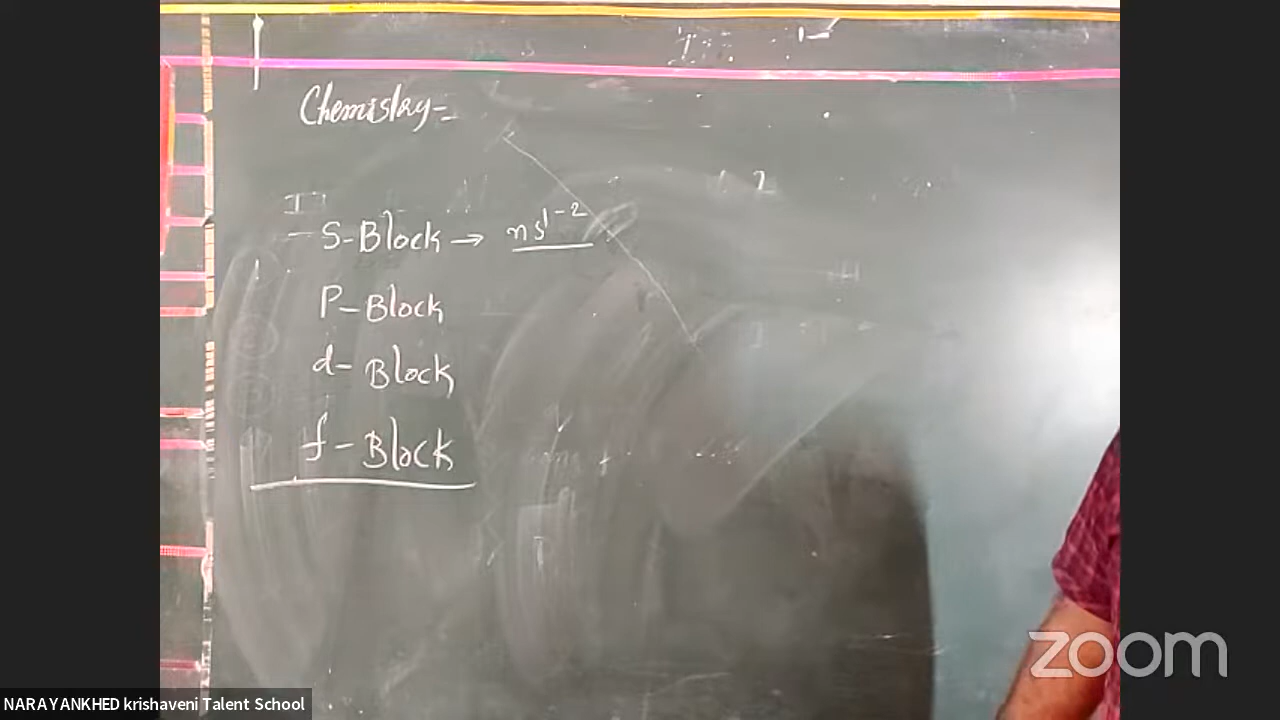 Chemistry-
S-Block → ns1-2
P-Block
d-Block
f-Block
zoom
NARAYANKHED krishaveni Talent School